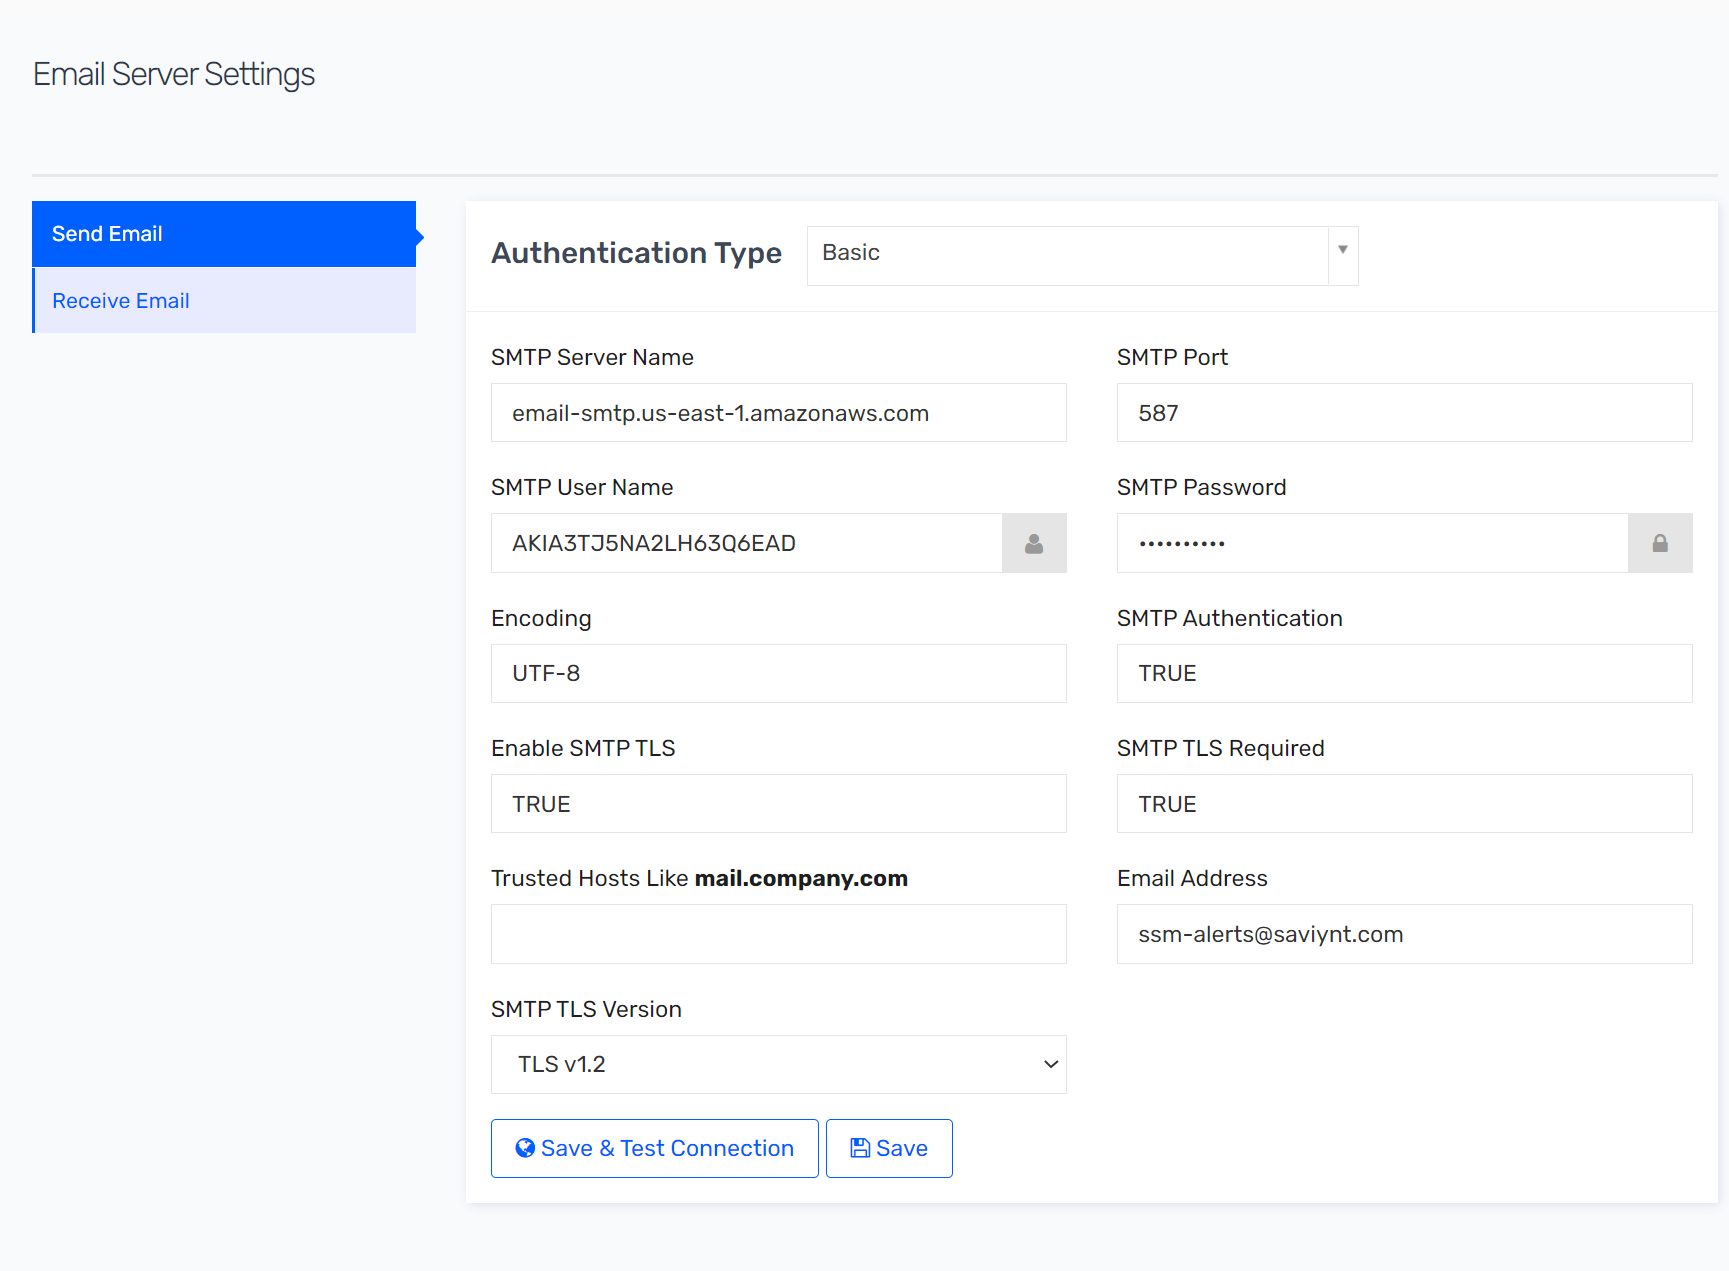 Email Server Settings
Send Email
Receive Email
Authentication Type
Basic
SMTP Server Name
SMTP Port
email-smtp.us-east-1.amazonaws.com
587
SMTP User Name
SMTP Password
AKIA3TJ5NA2LH63Q6EAD
••••••••••
Encoding
SMTP Authentication
UTF-8
TRUE
Enable SMTP TLS
SMTP TLS Required
TRUE
TRUE
Trusted Hosts Like mail.company.com
Email Address
ssm-alerts@saviynt.com
SMTP TLS Version
TLS v1.2
Save & Test Connection
Save